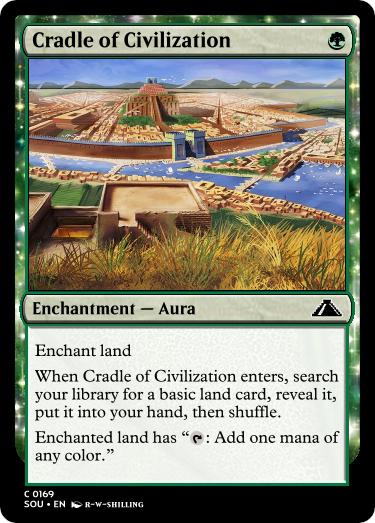 Cradle of Civilization
Enchantment — Aura
Enchant land
When Cradle of Civilization enters, search
your library for a basic land card, reveal it,
put it into your hand, then shuffle.
Enchanted land has “: Add one mana of
any color.”
C 0169
SOU • EN R-W-SHILLING